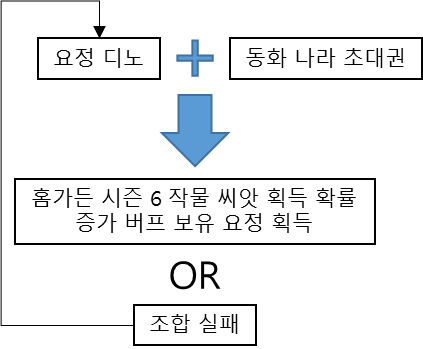 요정 디노
동화 나라 초대권
홈가든 시즌 6 작물 씨앗 획득 확률
증가 버프 보유 요정 획득
OR
조합 실패